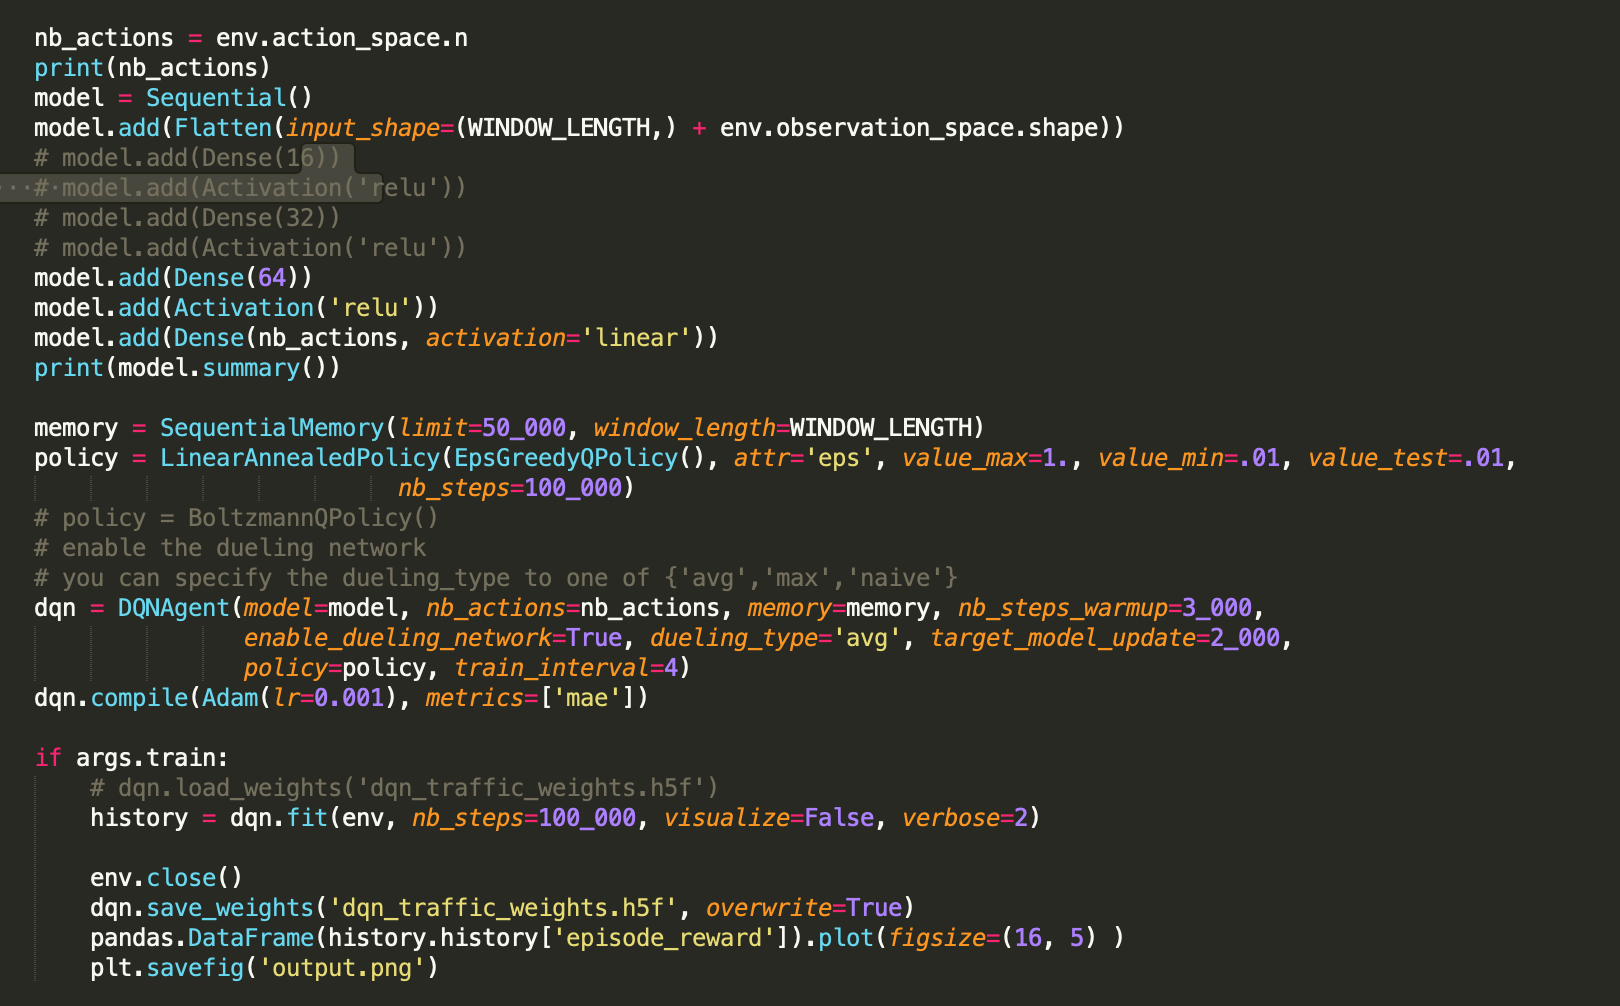 nb_actions = env.action_space.n
print(nb_actions)
model = Sequential()
model.add(Flatten(input_shape=(WINDOW_LENGTH,) + env.observation_space.shape))
# model.add(Dense(16))
# model.add(Activation('relu'))
# model.add(Dense(32))
# model.add(Activation('relu'))
model.add(Dense(64))
model.add(Activation('relu'))
model.add(Dense(nb_actions, activation='linear'))
print(model.summary())

memory = SequentialMemory(limit=50_000, window_length=WINDOW_LENGTH)
policy = LinearAnnealedPolicy(EpsGreedyQPolicy(), attr='eps', value_max=1., value_min=.01, value_test=.01,
                          nb_steps=100_000)
# policy = BoltzmannQPolicy()
# enable the dueling network
# you can specify the dueling_type to one of {'avg','max','naive'}
dqn = DQNAgent(model=model, nb_actions=nb_actions, memory=memory, nb_steps_warmup=3_000,
               enable_dueling_network=True, dueling_type='avg', target_model_update=2_000,
               policy=policy, train_interval=4)
dqn.compile(Adam(lr=0.001), metrics=['mae'])

if args.train:
    # dqn.load_weights('dqn_traffic_weights.h5f')
    history = dqn.fit(env, nb_steps=100_000, visualize=False, verbose=2)

    env.close()
    dqn.save_weights('dqn_traffic_weights.h5f', overwrite=True)
    pandas.DataFrame(history.history['episode_reward']).plot(figsize=(16, 5) )
    plt.savefig('output.png')